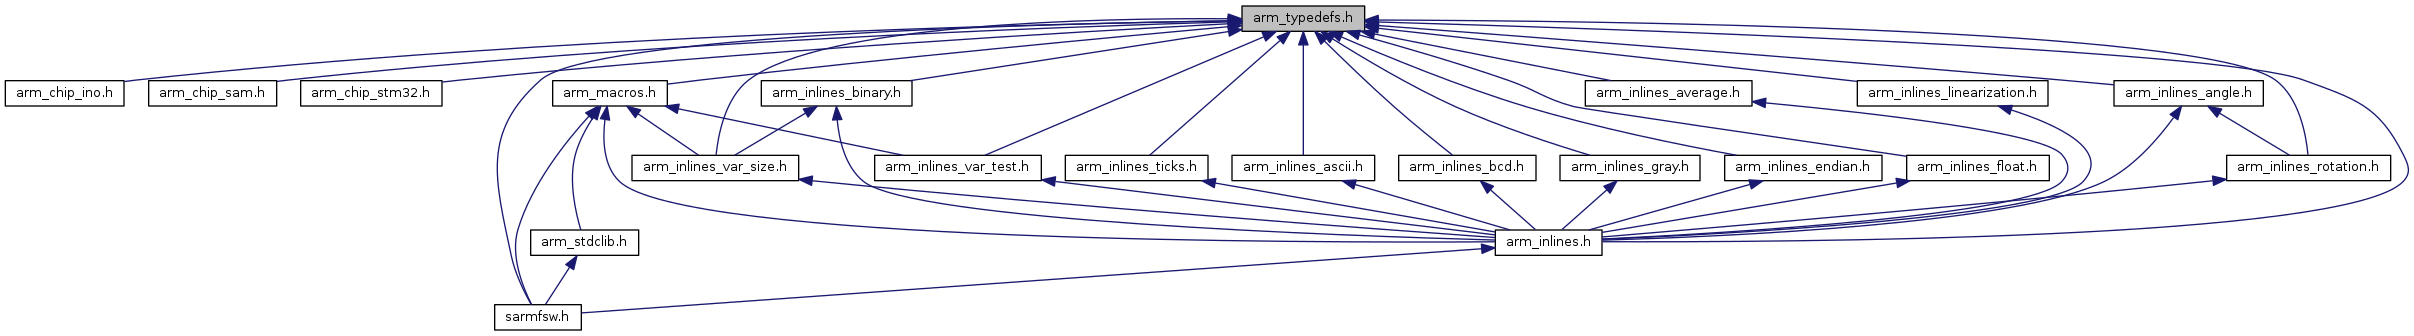 arm_typedefs.h
arm_chip_ino.h
arm_chip_sam.h
arm_chip_stm32.h
arm_macros.h
arm_inlines_binary.h
arm_inlines_average.h
arm_inlines_linearization.h
arm_inlines_angle.h
arm_inlines_var_size.h
arm_inlines_var_test.h
arm_inlines_ticks.h
arm_inlines_ascii.h
arm_inlines_bcd.h
arm_inlines_gray.h
arm_inlines_endian.h
arm_inlines_float.h
arm_inlines_rotation.h
arm_stdclib.h
arm_inlines.h
sarmfsw.h